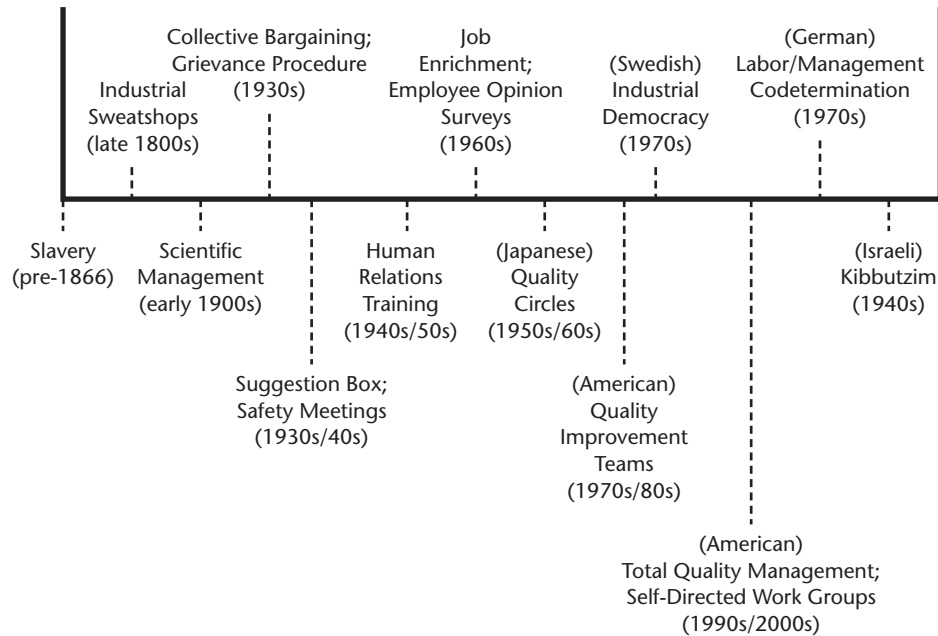 Collective Bargaining;
Grievance Procedure
(1930s)
Industrial
Sweatshops
(late 1800s)
Job
Enrichment;
Employee Opinion
Surveys
(1960s)
(Swedish)
Industrial
Democracy
(1970s)
(German)
Labor/Management
Codetermination
(1970s)
Slavery
(pre-1866)
Scientific
Management
(early 1900s)
Suggestion Box;
Safety Meetings
(1930s/40s)
Human
Relations
Training
(1940s/50s)
(Japanese)
Quality
Circles
(1950s/60s)
(American)
Quality
Improvement
Teams
(1970s/80s)
(American)
Total Quality Management;
Self-Directed Work Groups
(1990s/2000s)
(Israeli)
Kibbutzim
(1940s)